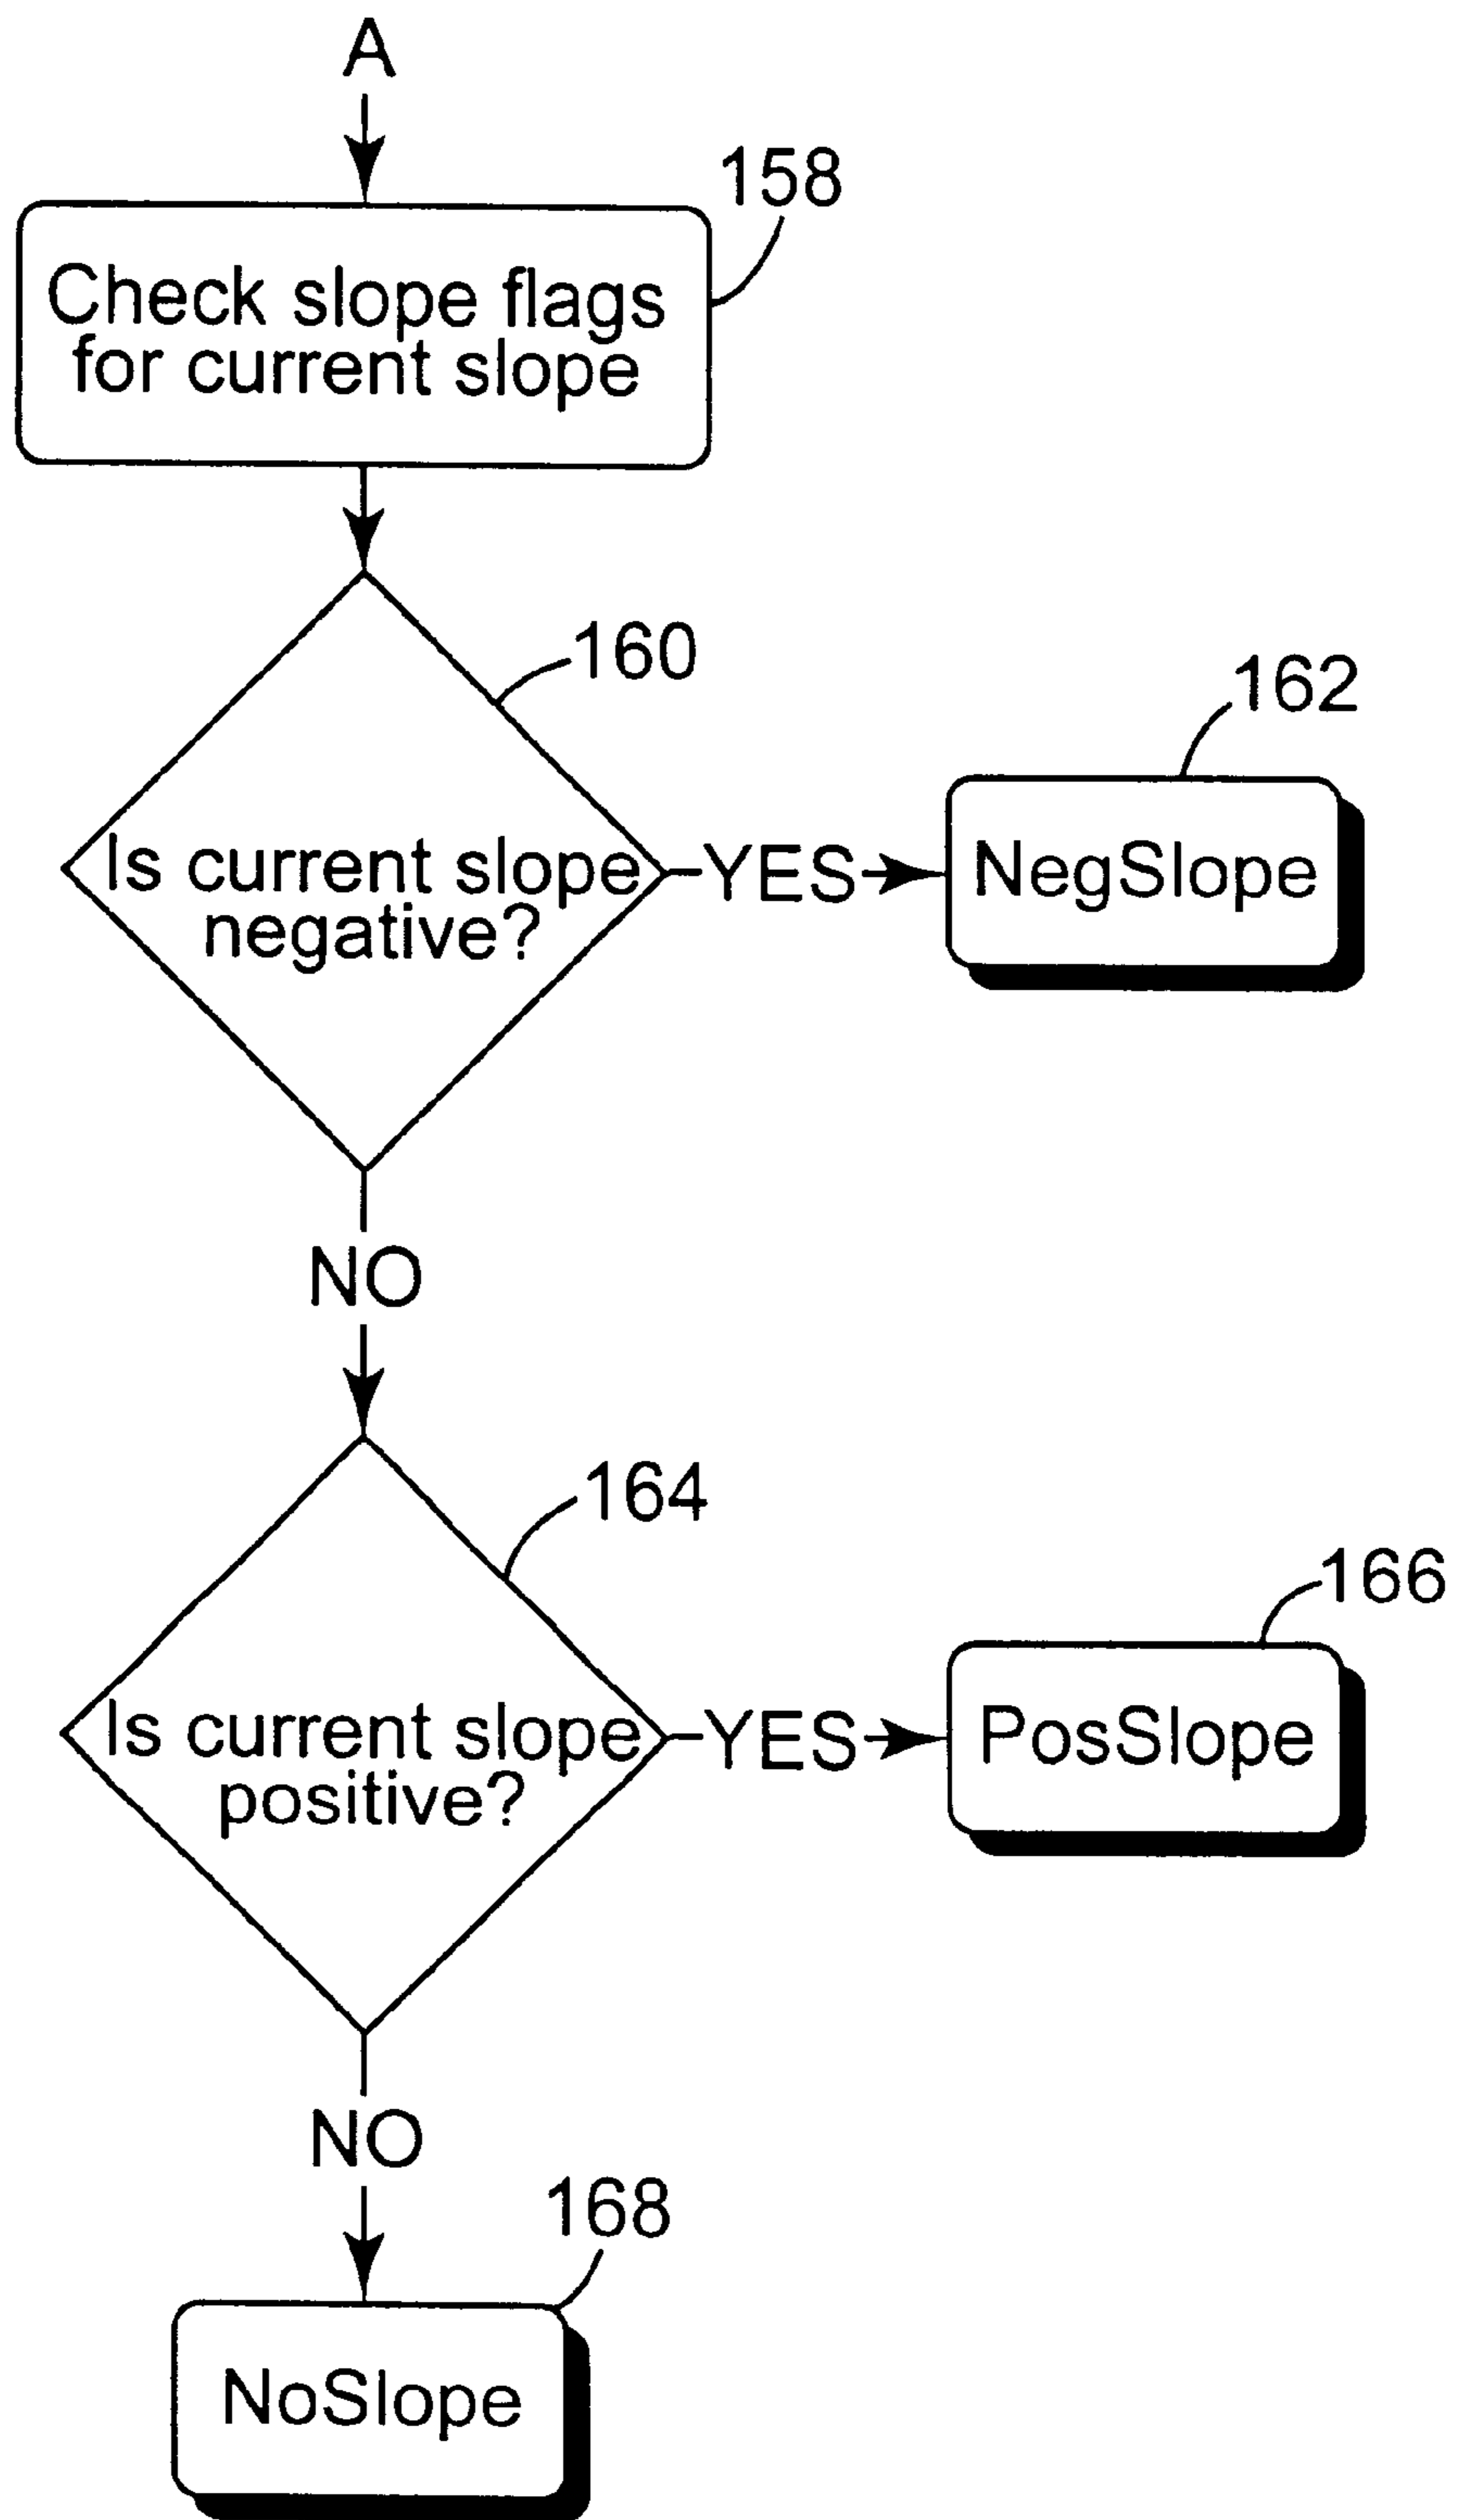 A
158
Check slope flags
for current slope
160
162
Is current slope
negative?
YES
NegSlope
NO
164
166
Is current slope
positive?
YES
PosSlope
NO
168
NoSlope